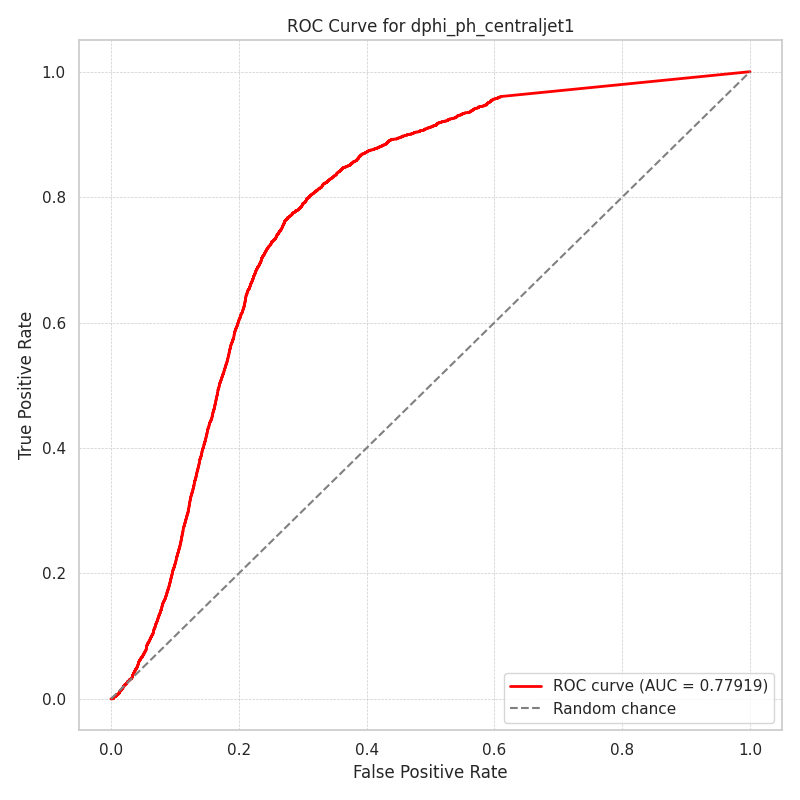 ROC Curve for dphi_ph_centraljet1
True Positive Rate
1.0
0.8
0.6
0.4
0.2
0.0
ROC curve (AUC = 0.77919)
Random chance
0.0 0.2 0.4 0.6 0.8 1.0
False Positive Rate